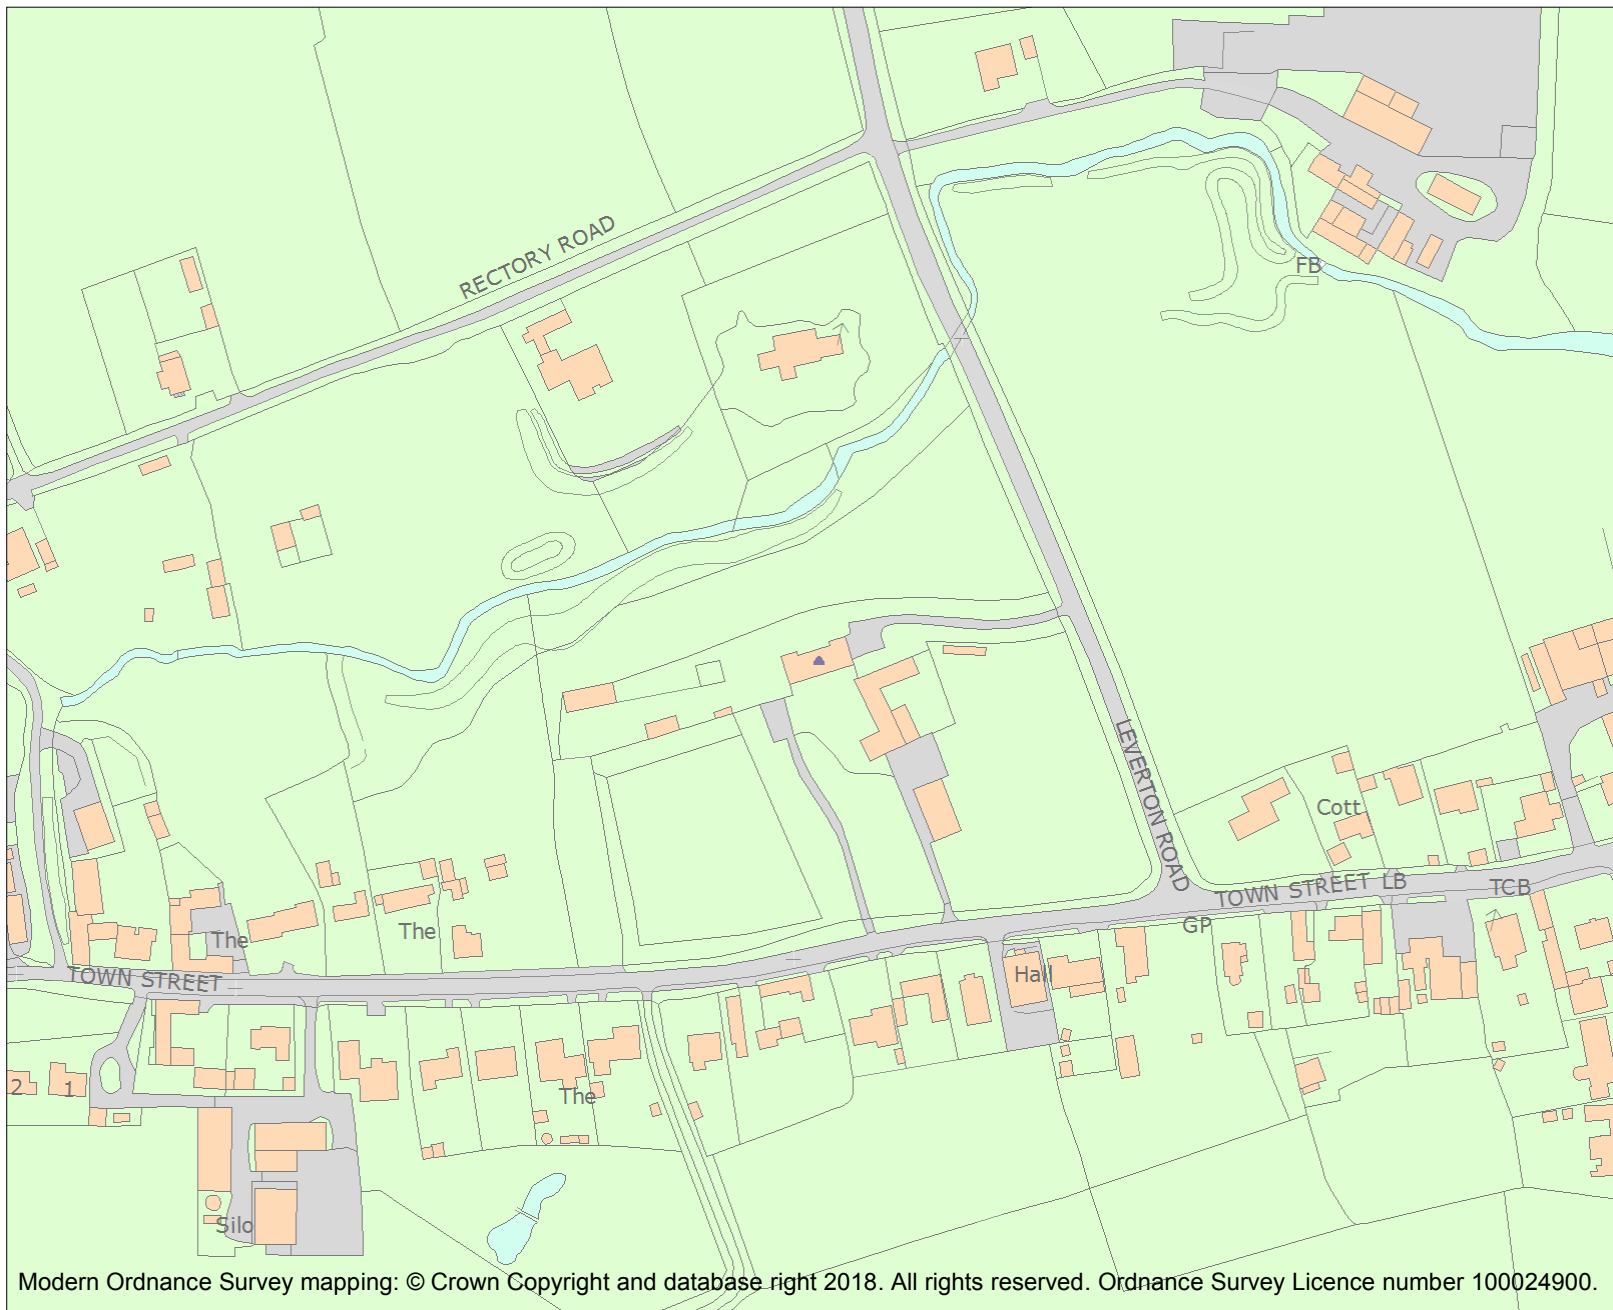 RECTORY ROAD
FB
LEVERTON ROAD
Cott
TOWN STREET
LB
TCB
GP
The
The
Hall
TOWN STREET
2
1
The
Silo
Modern Ordnance Survey mapping: © Crown Copyright and database right 2018. All rights reserved. Ordnance Survey Licence number 100024900.